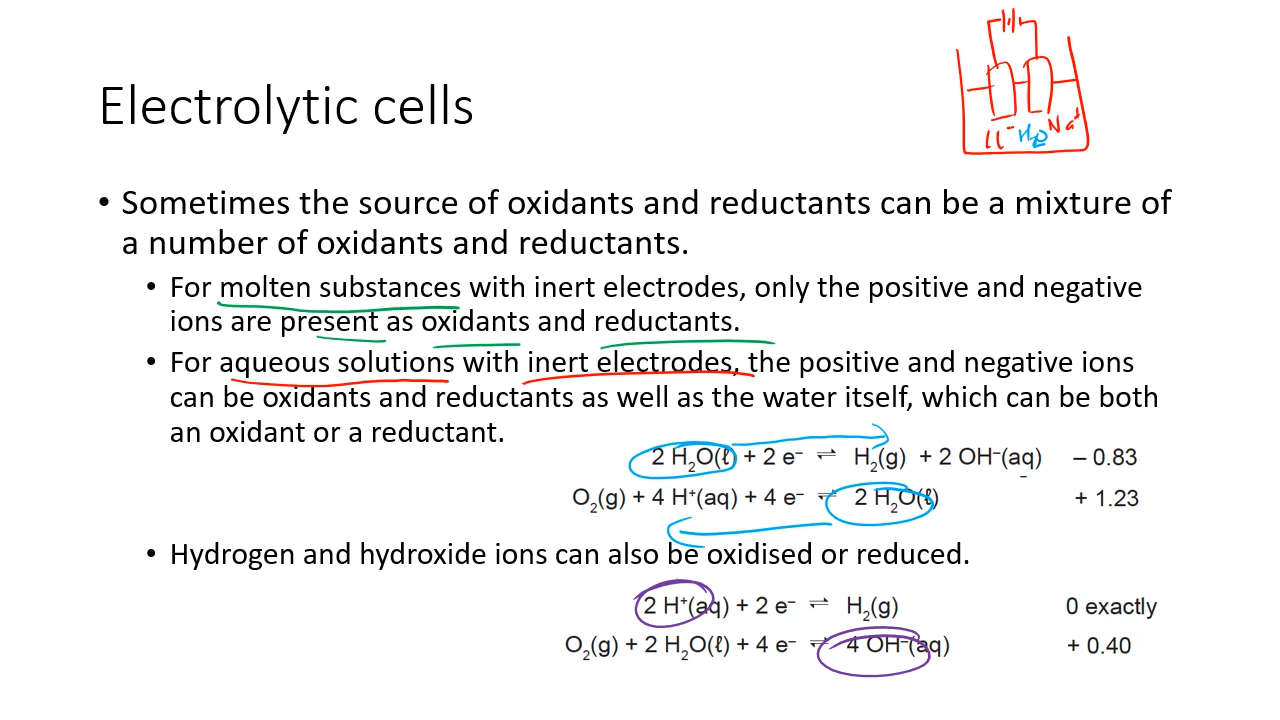 Electrolytic cells
Cl⁻ H₂O Na⁺
• Sometimes the source of oxidants and reductants can be a mixture of
a number of oxidants and reductants.
• For molten substances with inert electrodes, only the positive and negative
ions are present as oxidants and reductants.
• For aqueous solutions with inert electrodes, the positive and negative ions
can be oxidants and reductants as well as the water itself, which can be both
an oxidant or a reductant.
2 H₂O(ℓ) + 2 e⁻ ⇌ H₂(g) + 2 OH⁻(aq) – 0.83
O₂(g) + 4 H⁺(aq) + 4 e⁻ ⇌ 2 H₂O(ℓ) + 1.23
• Hydrogen and hydroxide ions can also be oxidised or reduced.
2 H⁺(aq) + 2 e⁻ ⇌ H₂(g) 0 exactly
O₂(g) + 2 H₂O(ℓ) + 4 e⁻ ⇌ 4 OH⁻(aq) + 0.40